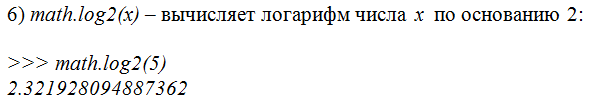 6) math.log2(x) – вычисляет логарифм числа x по основанию 2:
>>> math.log2(5)
2.321928094887362